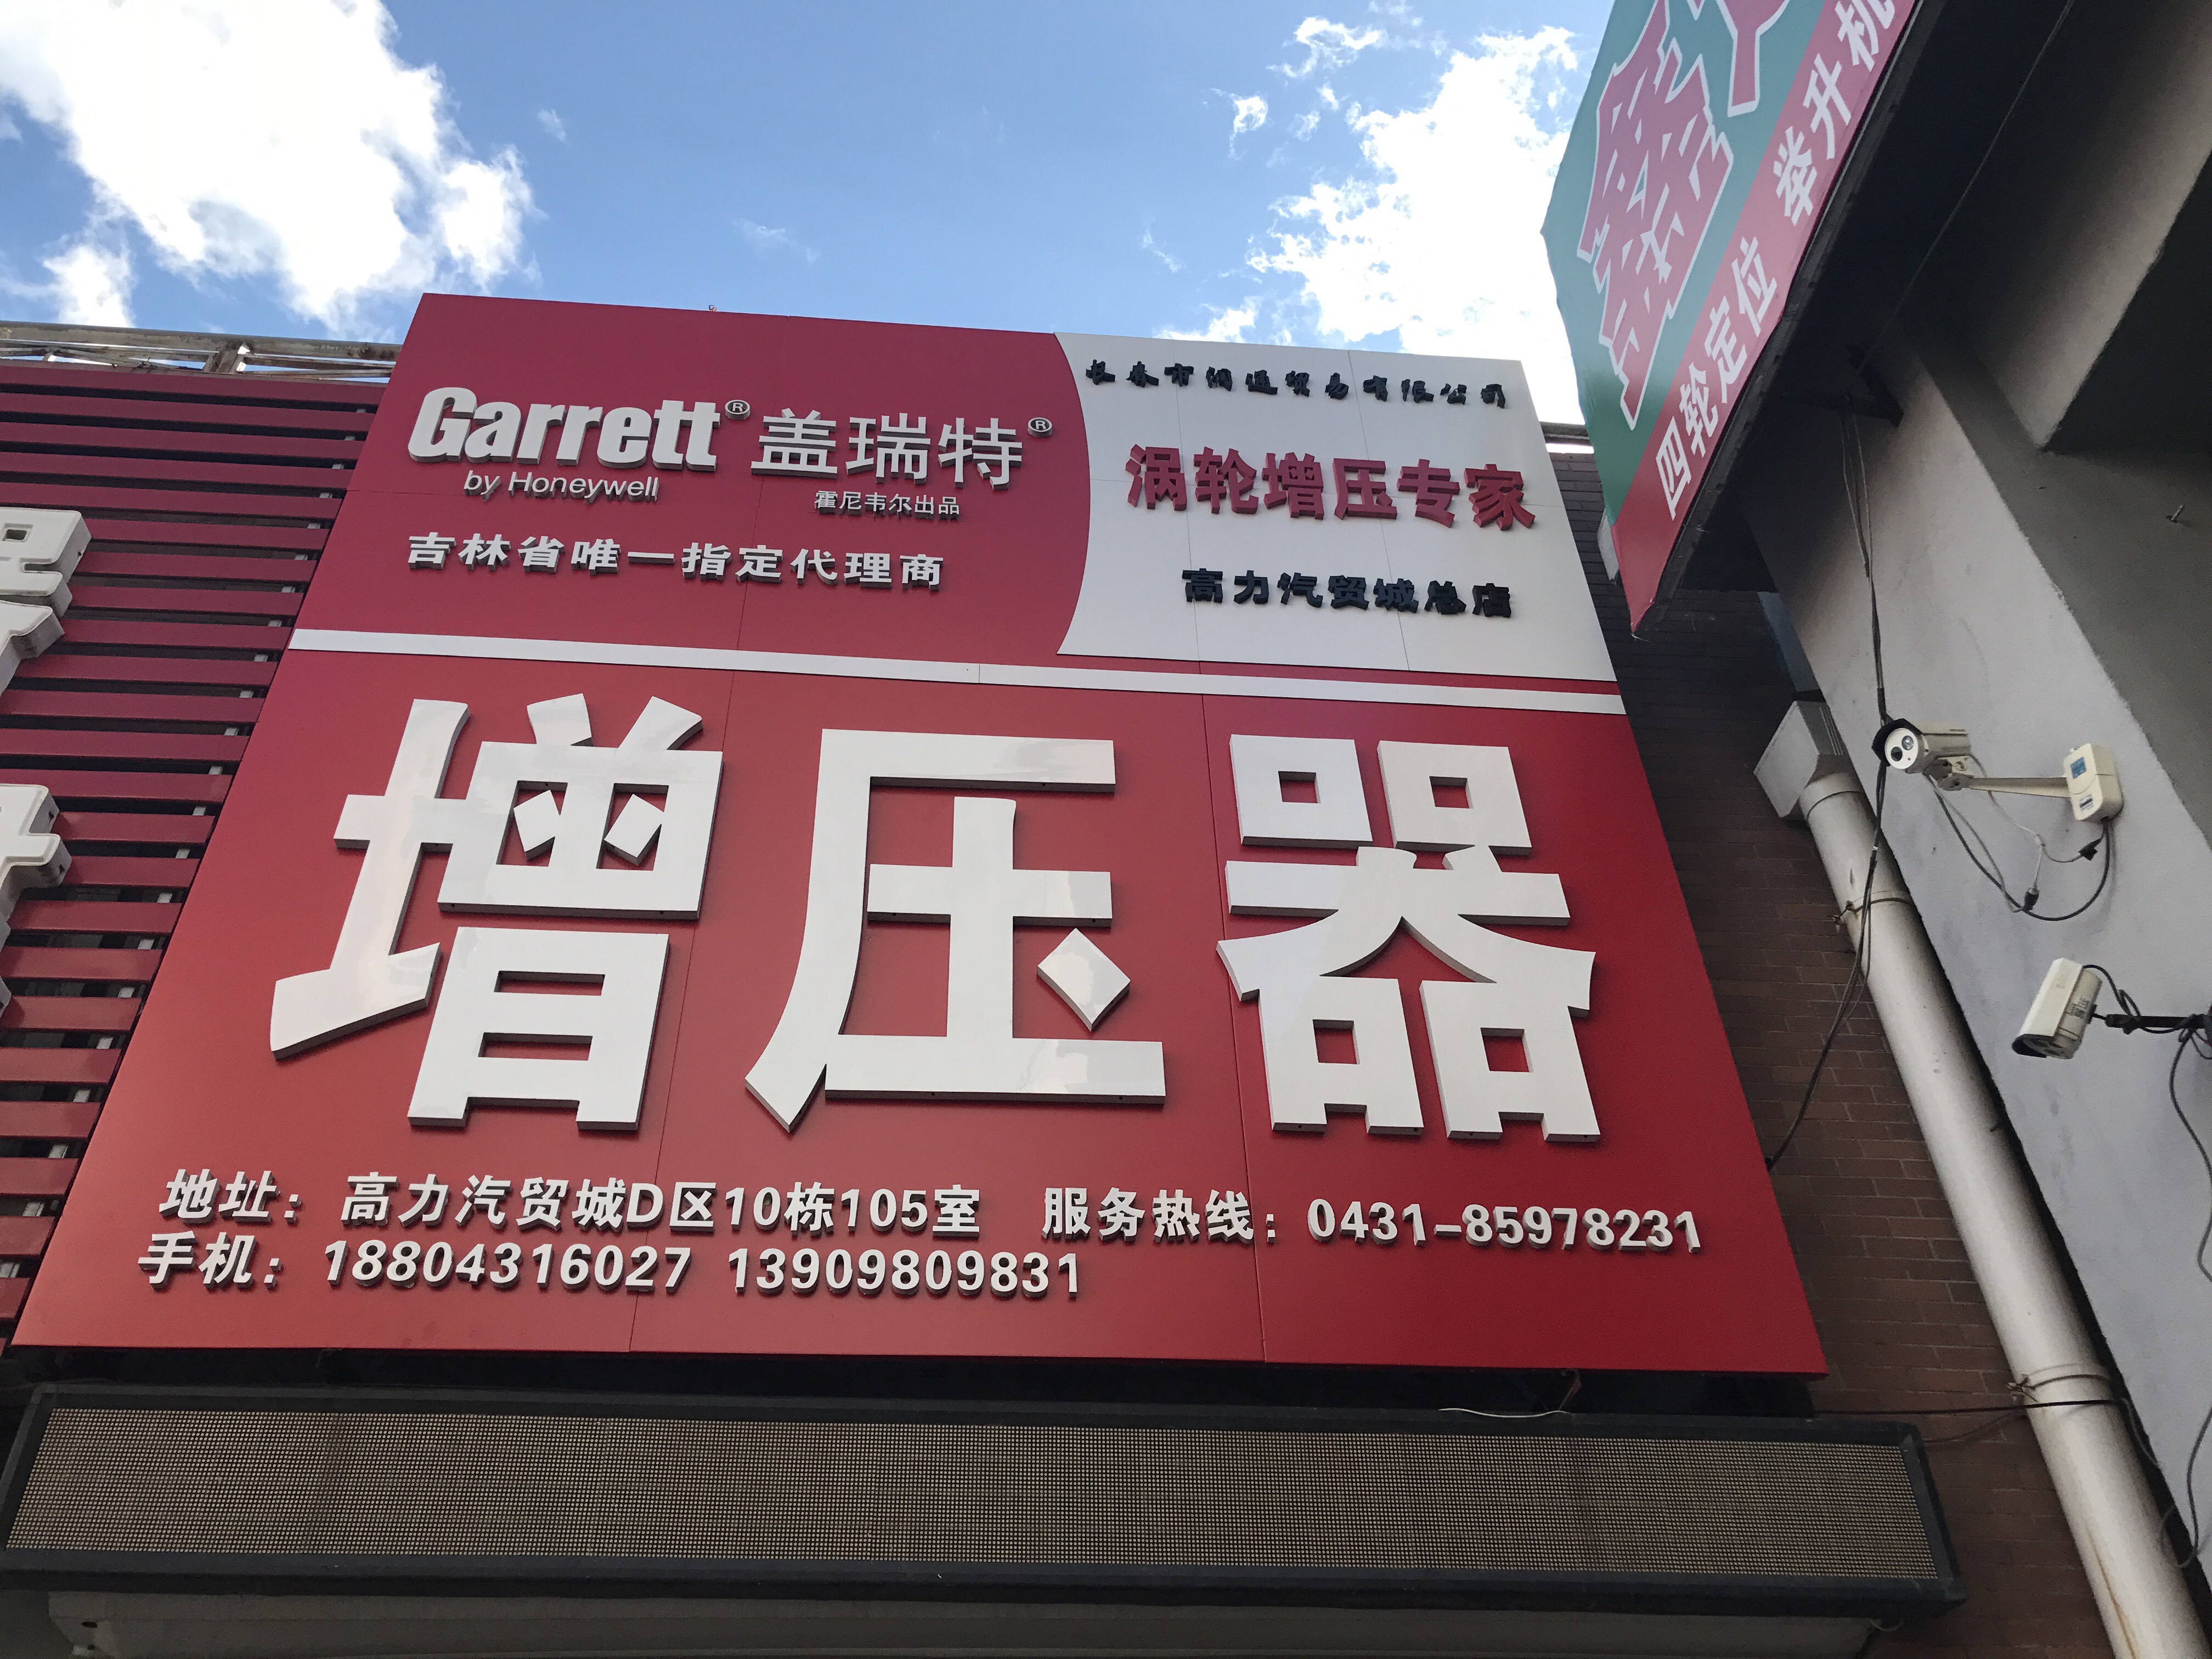 Garrett® 盖瑞特®
by Honeywell 霍尼韦尔出品
吉林省唯一指定代理商
长春市润通贸易有限公司
涡轮增压专家
高力汽贸城总店
增压器
地址：高力汽贸城D区10栋105室 服务热线：0431-85978231
手机：18804316027 13909809831
鑫
四轮定位 举升机